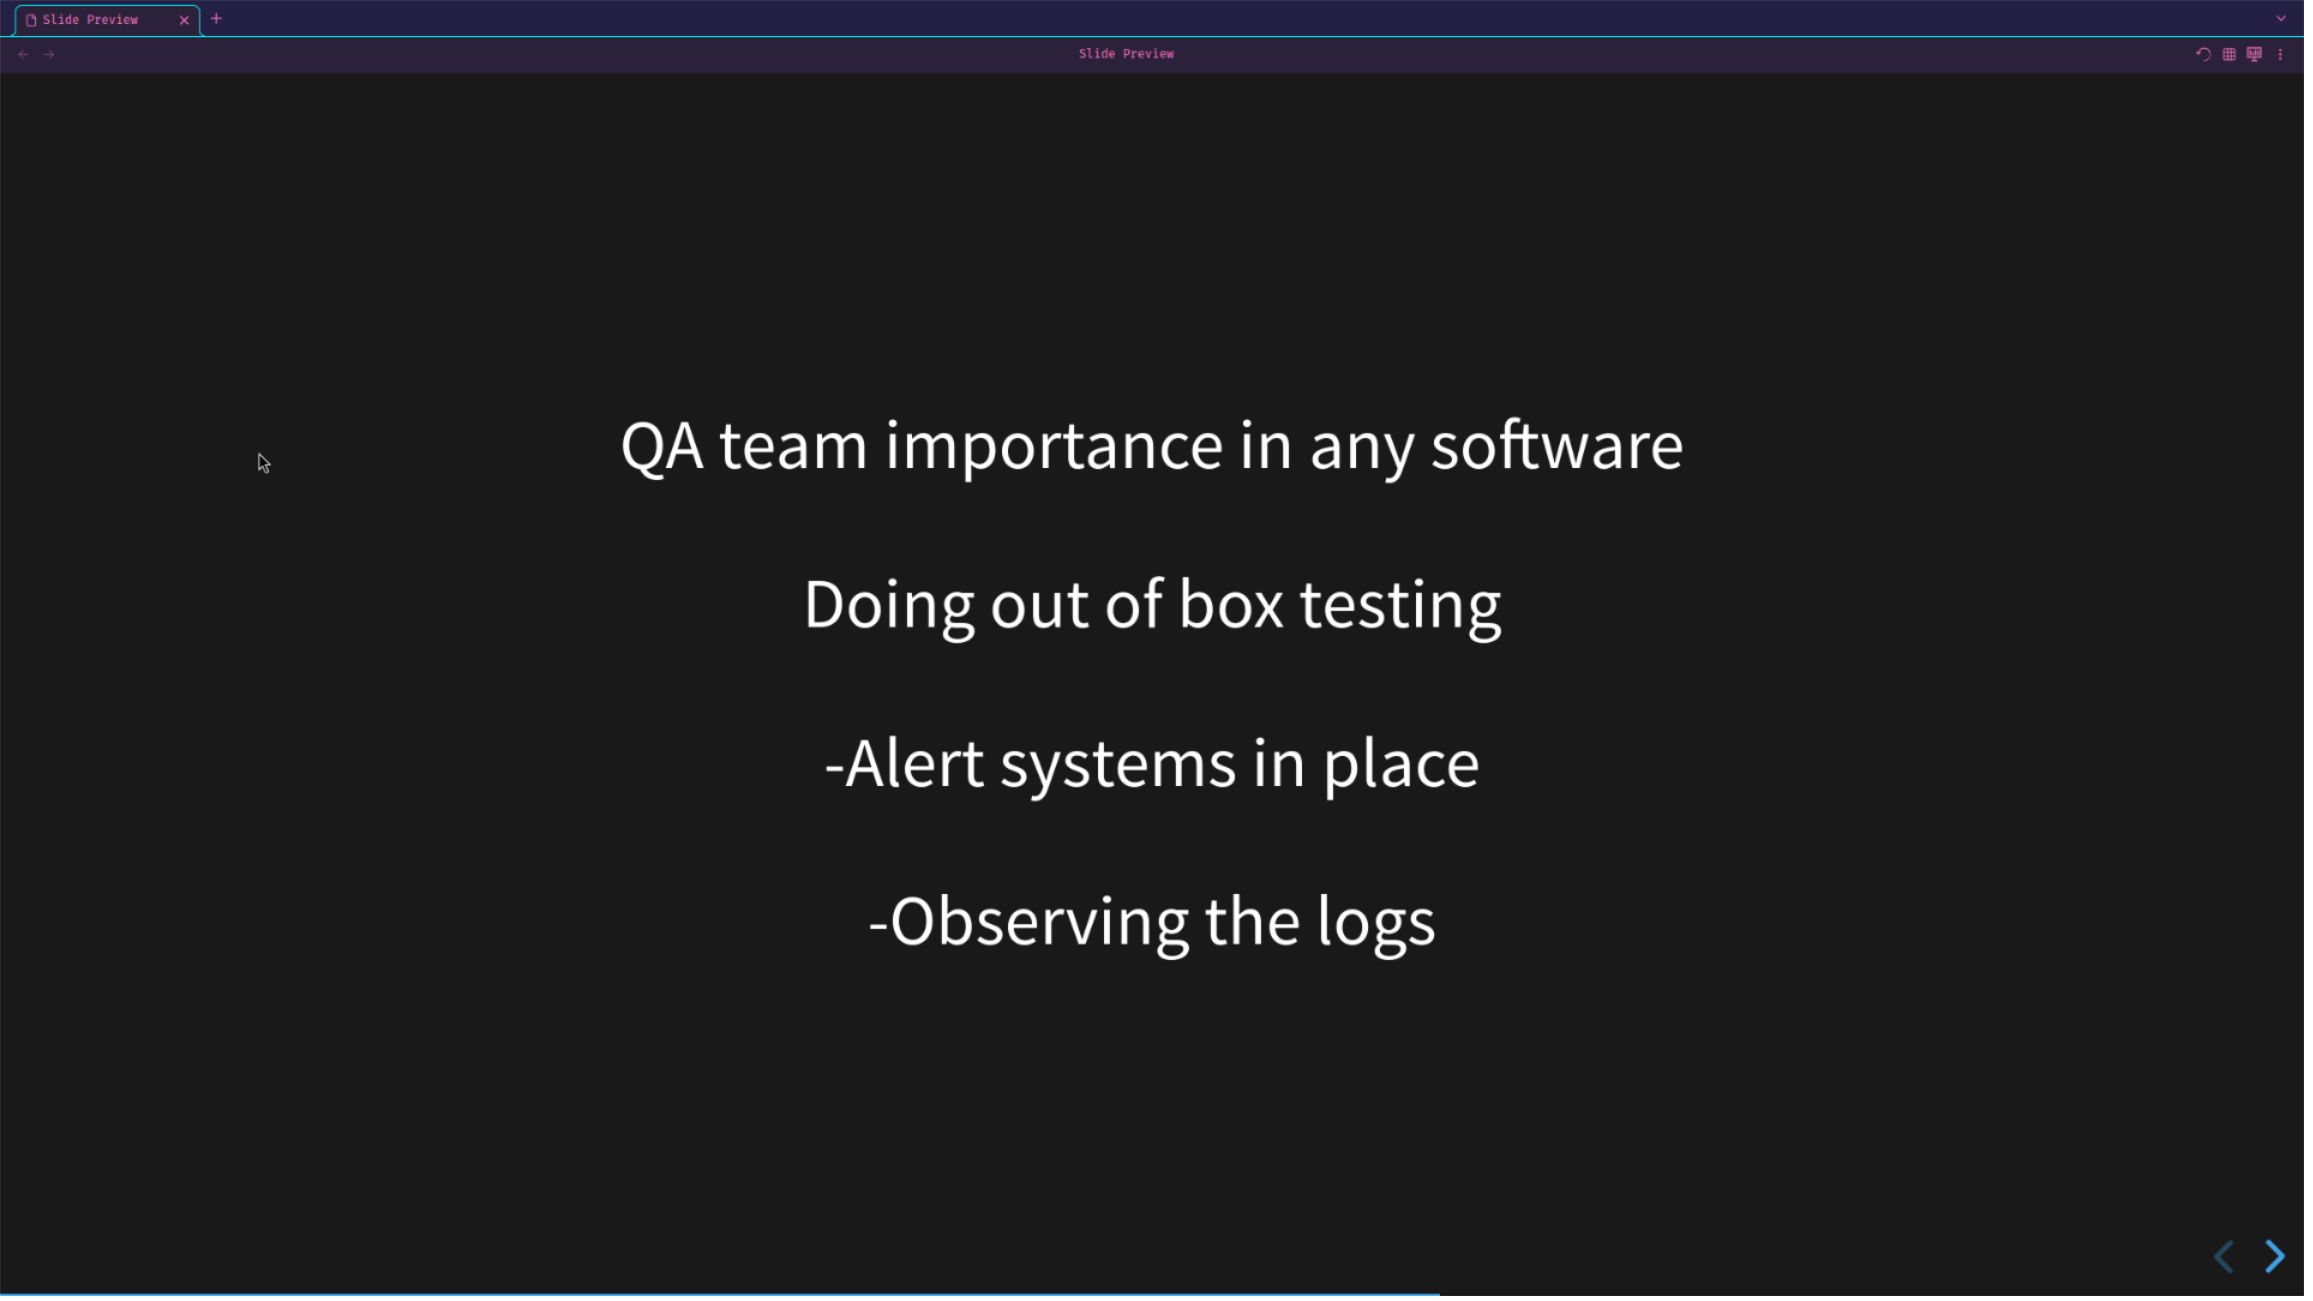 Slide Preview
Slide Preview
QA team importance in any software
Doing out of box testing
-Alert systems in place
-Observing the logs